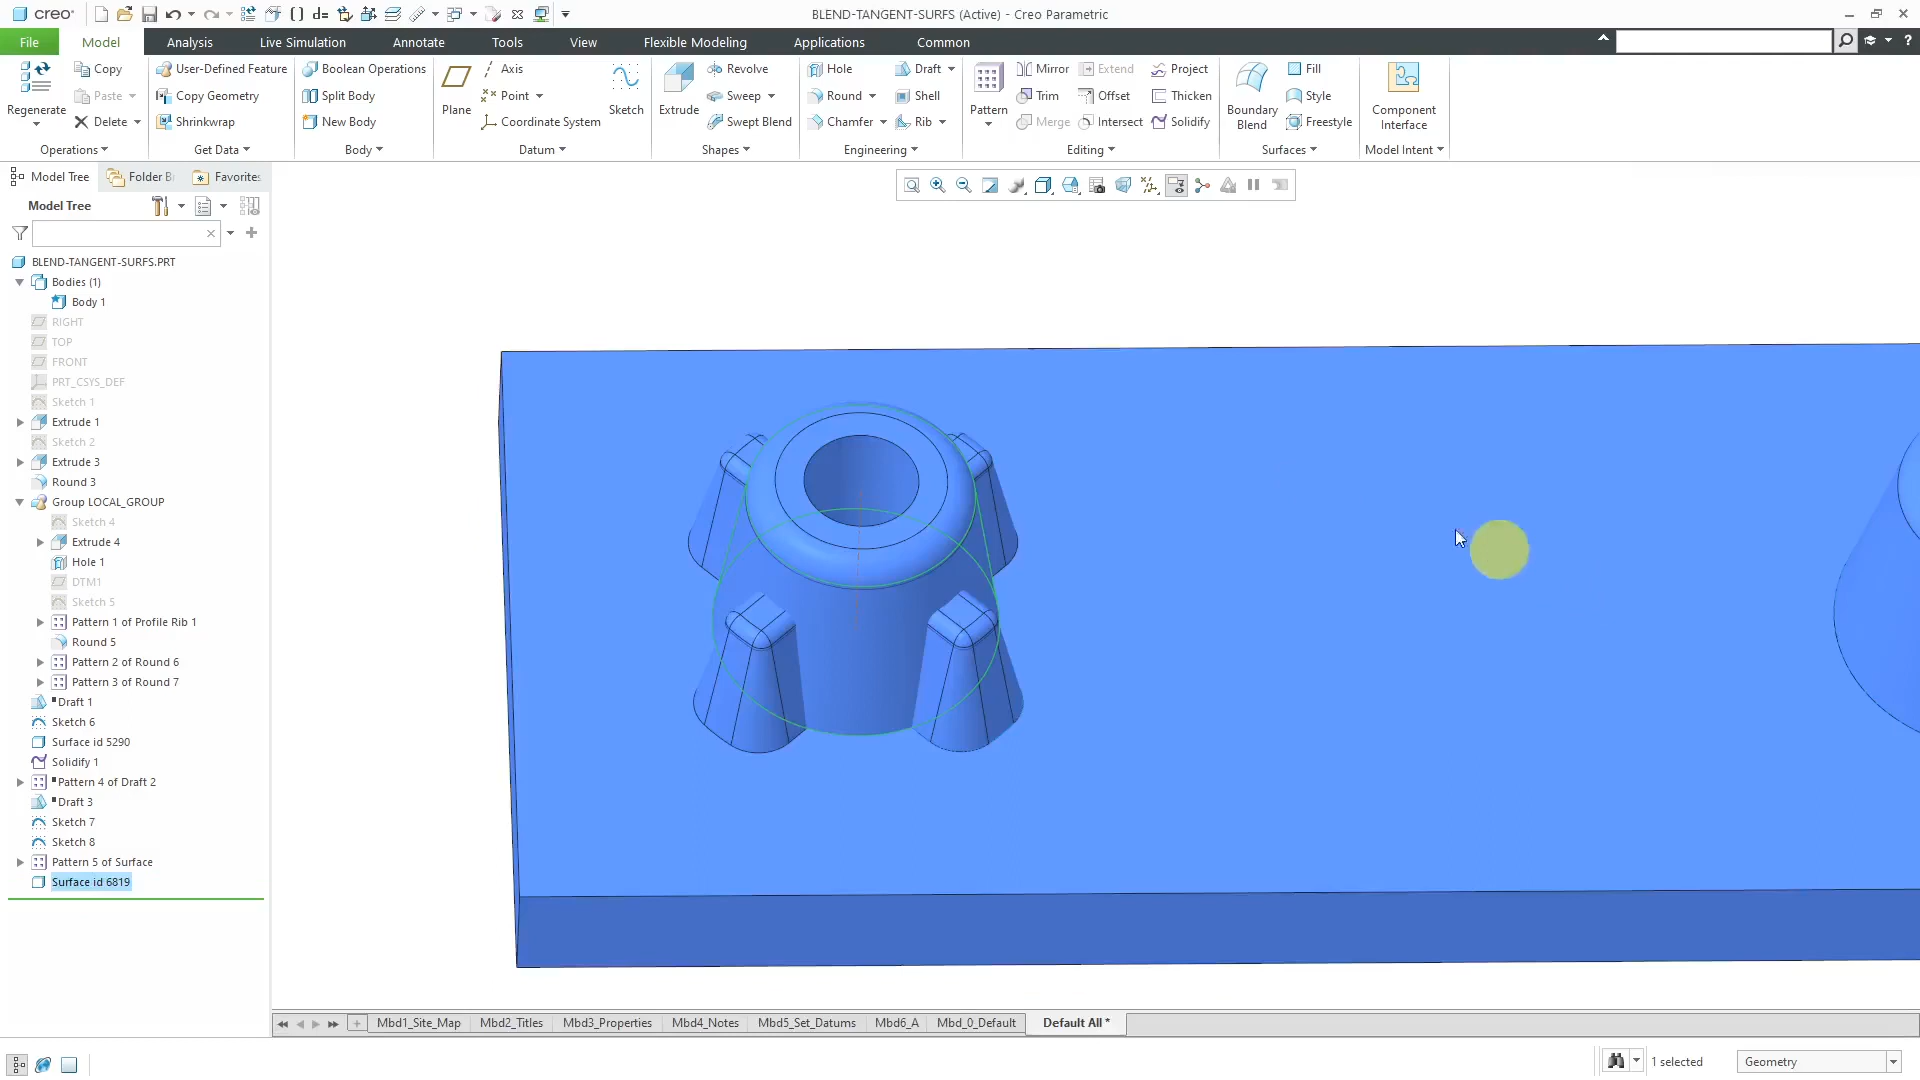 creo BLEND-TANGENT-SURFS (Active) - Creo Parametric
File Model Analysis Live Simulation Annotate Tools View Flexible Modeling Applications Common
Regenerate Copy Paste Delete
Operations
User-Defined Feature Copy Geometry Shrinkwrap
Get Data
Boolean Operations Split Body New Body
Body
Plane Axis Point Coordinate System Sketch
Datum
Extrude Revolve Sweep Swept Blend
Shapes
Hole Round Chamfer Draft Shell Rib
Engineering
Pattern Mirror Trim Merge Extend Offset Intersect Project Thicken Solidify
Editing
Boundary Blend Fill Style Freestyle
Surfaces
Component Interface
Model Intent
Model Tree Folder B Favorites
Model Tree
BLEND-TANGENT-SURFS.PRT
Bodies (1)
Body 1
RIGHT
TOP
FRONT
PRT_CSYS_DEF
Sketch 1
Extrude 1
Sketch 2
Extrude 3
Round 3
Group LOCAL_GROUP
Sketch 4
Extrude 4
Hole 1
DTM1
Sketch 5
Pattern 1 of Profile Rib 1
Round 5
Pattern 2 of Round 6
Pattern 3 of Round 7
Draft 1
Sketch 6
Surface id 5290
Solidify 1
Pattern 4 of Draft 2
Draft 3
Sketch 7
Sketch 8
Pattern 5 of Surface
Surface id 6819
Mbd1_Site_Map Mbd2_Titles Mbd3_Properties Mbd4_Notes Mbd5_Set_Datums Mbd6_A Mbd_0_Default Default All *
1 selected Geometry